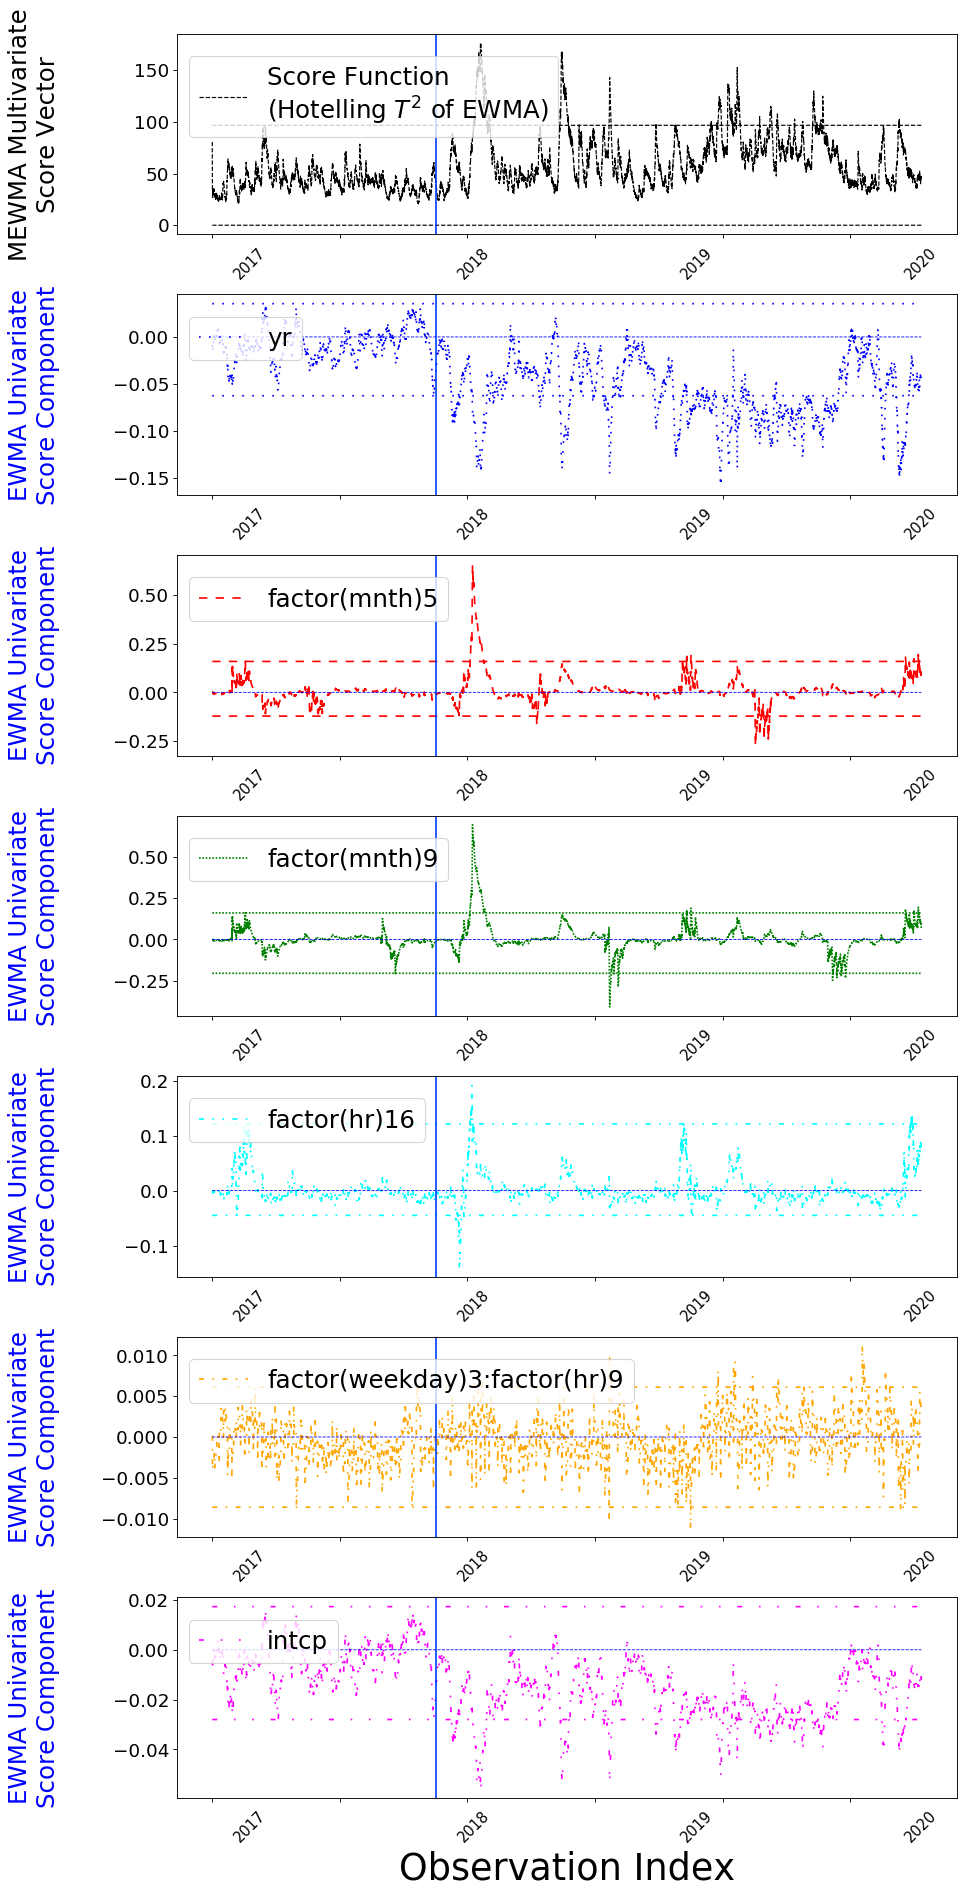 MEWMA Multivariate
Score Vector
150
100
50
0
Score Function
(Hotelling T² of EWMA)
2017
2018
2019
2020
EWMA Univariate
Score Component
0.00
−0.05
−0.10
−0.15
yr
2017
2018
2019
2020
EWMA Univariate
Score Component
0.50
0.25
0.00
−0.25
factor(mnth)5
2017
2018
2019
2020
EWMA Univariate
Score Component
0.50
0.25
0.00
−0.25
factor(mnth)9
2017
2018
2019
2020
EWMA Univariate
Score Component
0.2
0.1
0.0
−0.1
factor(hr)16
2017
2018
2019
2020
EWMA Univariate
Score Component
0.010
0.005
0.000
−0.005
−0.010
factor(weekday)3:factor(hr)9
2017
2018
2019
2020
EWMA Univariate
Score Component
0.02
0.00
−0.02
−0.04
intcp
2017
2018
2019
2020
Observation Index